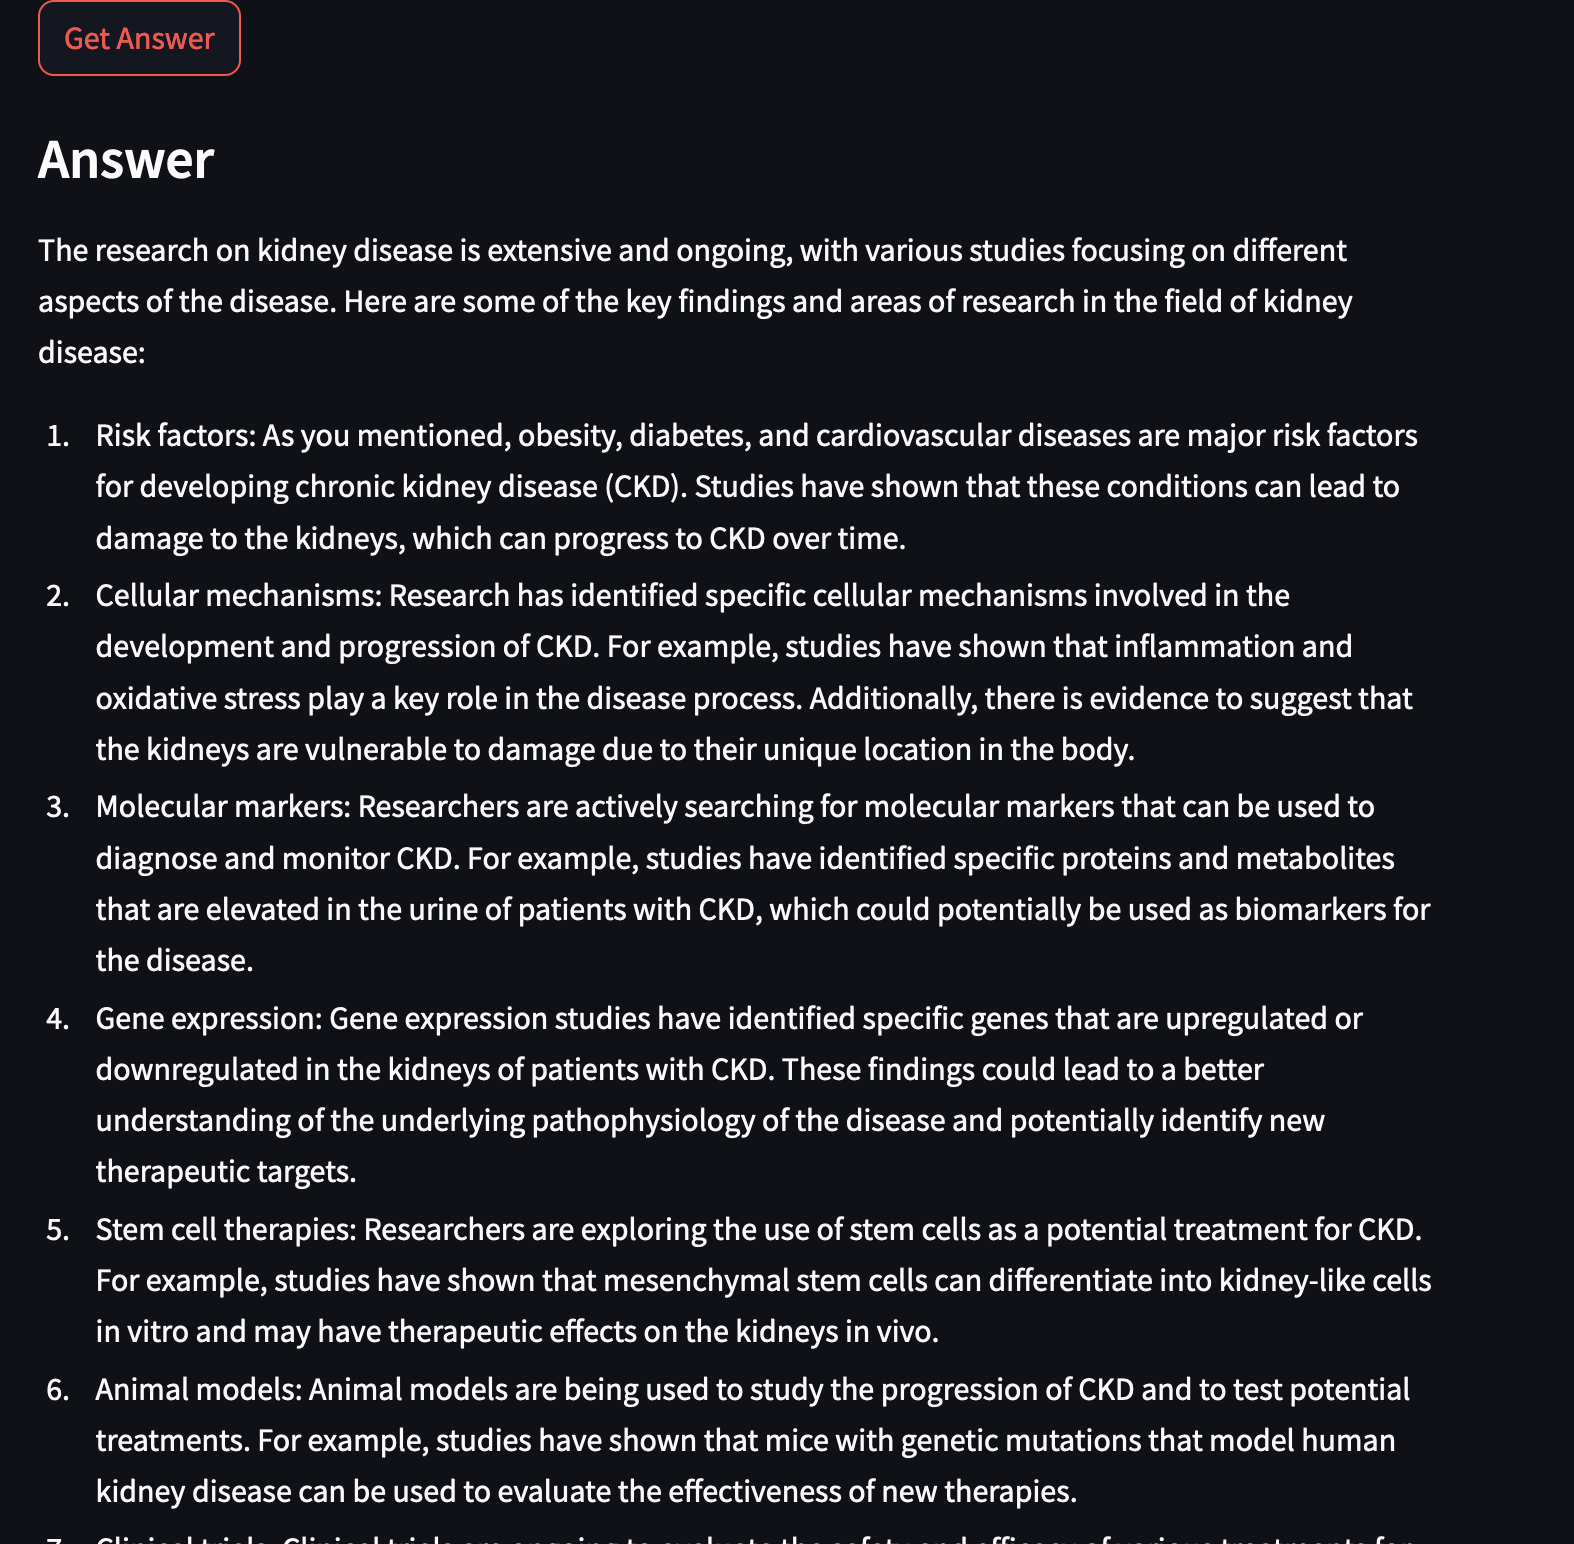 Get Answer
Answer
The research on kidney disease is extensive and ongoing, with various studies focusing on different
aspects of the disease. Here are some of the key findings and areas of research in the field of kidney
disease:
1. Risk factors: As you mentioned, obesity, diabetes, and cardiovascular diseases are major risk factors
for developing chronic kidney disease (CKD). Studies have shown that these conditions can lead to
damage to the kidneys, which can progress to CKD over time.
2. Cellular mechanisms: Research has identified specific cellular mechanisms involved in the
development and progression of CKD. For example, studies have shown that inflammation and
oxidative stress play a key role in the disease process. Additionally, there is evidence to suggest that
the kidneys are vulnerable to damage due to their unique location in the body.
3. Molecular markers: Researchers are actively searching for molecular markers that can be used to
diagnose and monitor CKD. For example, studies have identified specific proteins and metabolites
that are elevated in the urine of patients with CKD, which could potentially be used as biomarkers for
the disease.
4. Gene expression: Gene expression studies have identified specific genes that are upregulated or
downregulated in the kidneys of patients with CKD. These findings could lead to a better
understanding of the underlying pathophysiology of the disease and potentially identify new
therapeutic targets.
5. Stem cell therapies: Researchers are exploring the use of stem cells as a potential treatment for CKD.
For example, studies have shown that mesenchymal stem cells can differentiate into kidney-like cells
in vitro and may have therapeutic effects on the kidneys in vivo.
6. Animal models: Animal models are being used to study the progression of CKD and to test potential
treatments. For example, studies have shown that mice with genetic mutations that model human
kidney disease can be used to evaluate the effectiveness of new therapies.
7. Clinical trials: Clinical trials are ongoing to evaluate the safety and efficacy of various treatments for